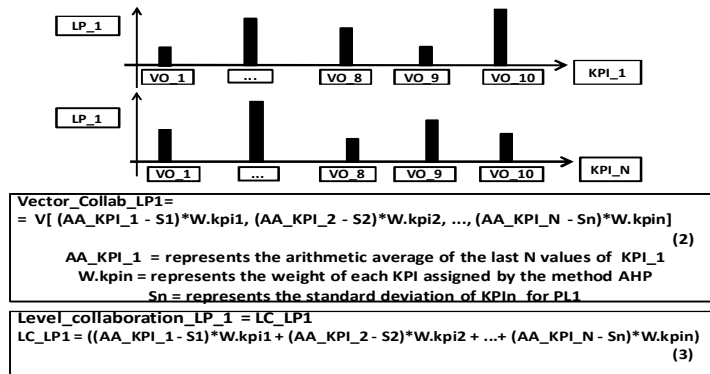 LP_1
VO_1 ... VO_8 VO_9 VO_10 KPI_1
LP_1
VO_1 ... VO_8 VO_9 VO_10 KPI_N
Vector_Collab_LP1=
= V[ (AA_KPI_1 - S1)*W.kpi1, (AA_KPI_2 - S2)*W.kpi2, ..., (AA_KPI_N - Sn)*W.kpin]
(2)
AA_KPI_1 = represents the arithmetic average of the last N values of KPI_1
W.kpin = represents the weight of each KPI assigned by the method AHP
Sn = represents the standard deviation of KPIn for PL1
Level_collaboration_LP_1 = LC_LP1
LC_LP1 = ((AA_KPI_1 - S1)*W.kpi1 + (AA_KPI_2 - S2)*W.kpi2 + ...+ (AA_KPI_N - Sn)*W.kpin)
(3)